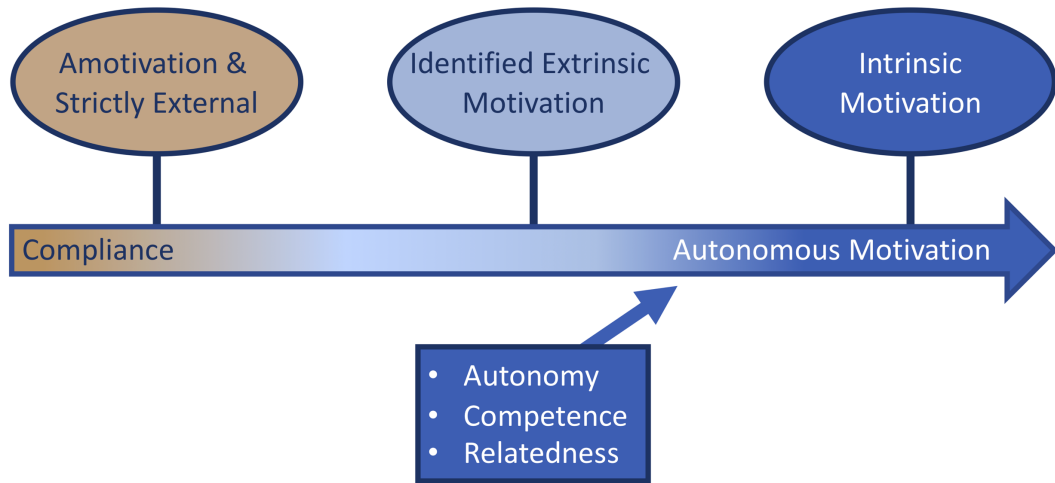 Amotivation &
Strictly External
Identified Extrinsic
Motivation
Intrinsic
Motivation
Compliance
Autonomous Motivation
• Autonomy
• Competence
• Relatedness